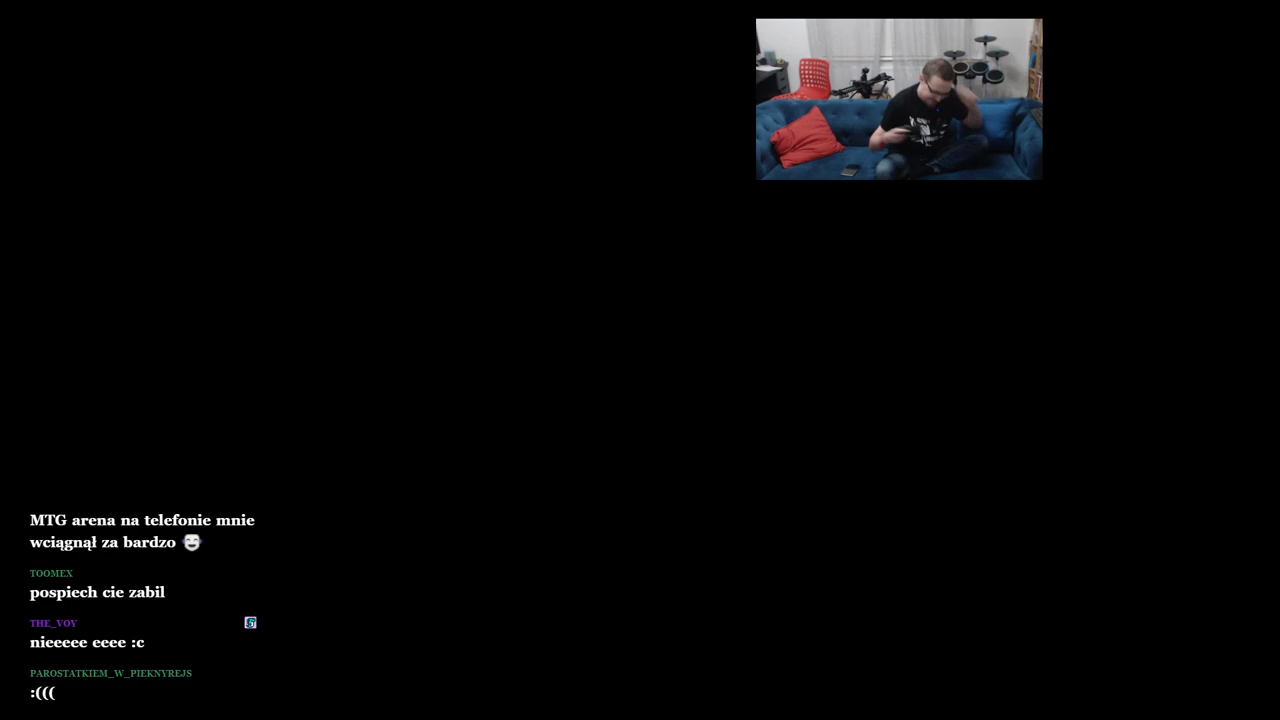 MTG arena na telefonie mnie
wciągnął za bardzo
TOOMEX
pospiech cie zabil
THE_VOY
nieeeee eeee :c
PAROSTATKIEM_W_PIEKNYREJS
:(((